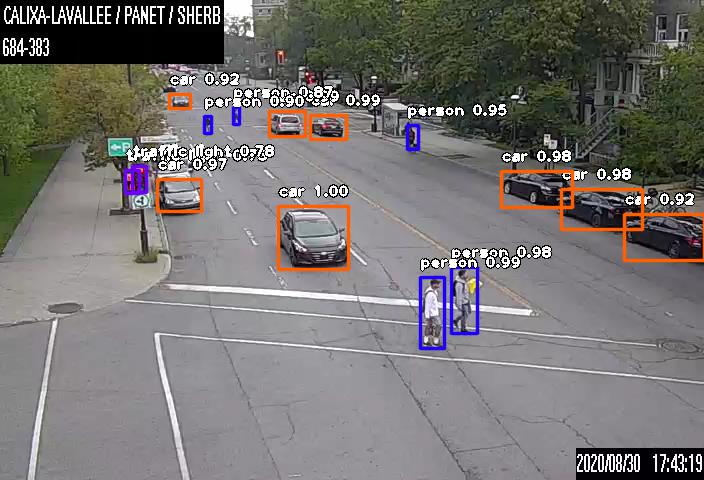 CALIXA-LAVALLEE / PANET / SHERB
684-383
car 0.92
person 0.87
person 0.90
car 0.99
person 0.95
traffic light 0.78
car 0.97
car 0.98
car 0.98
car 0.92
car 1.00
person 0.98
person 0.99
P
2020/08/30 17:43:19